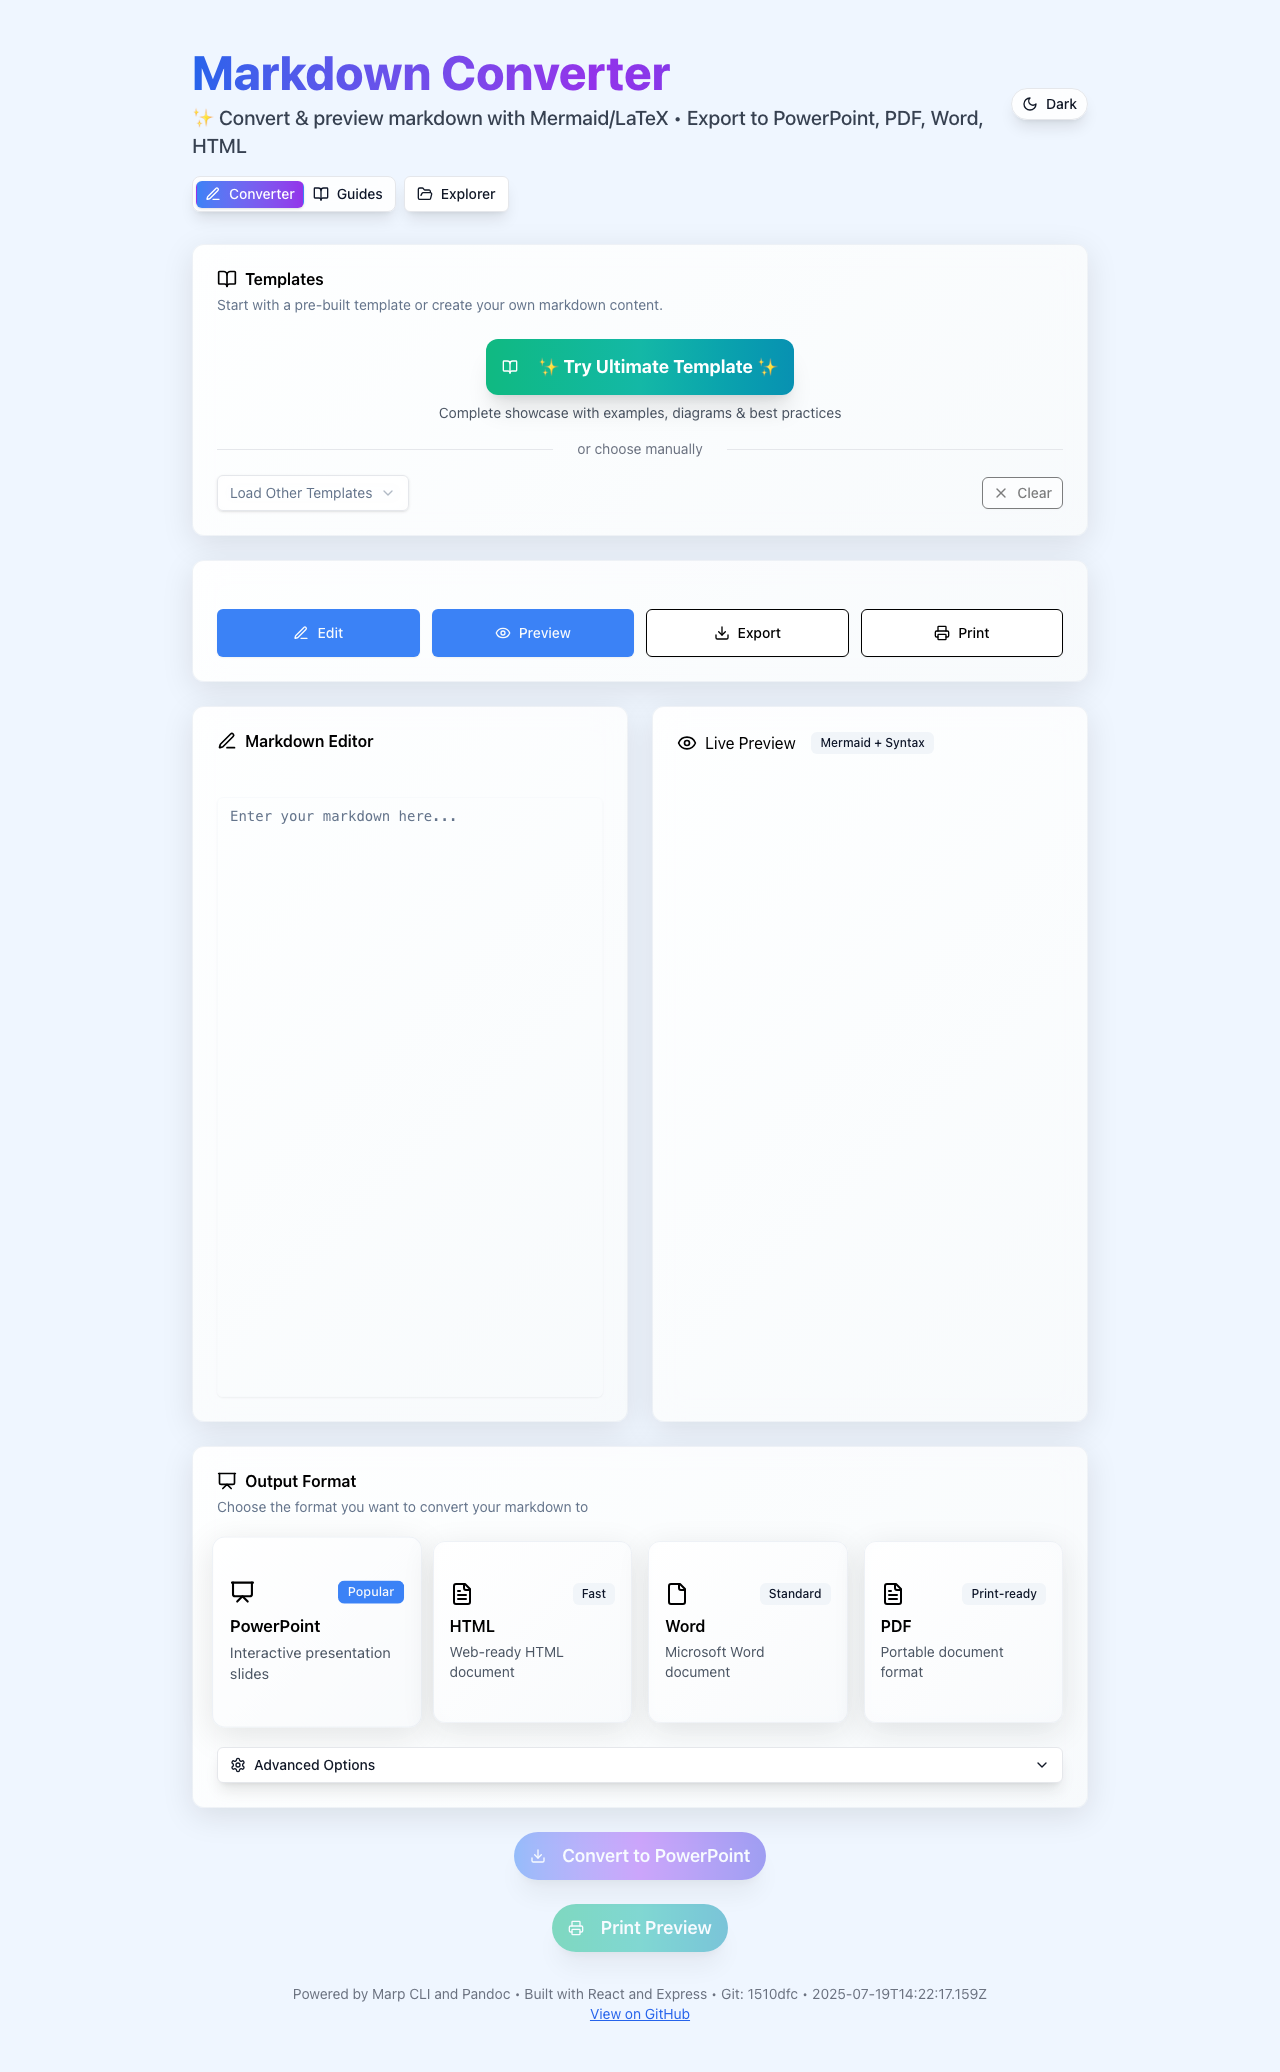 Markdown Converter
✨ Convert & preview markdown with Mermaid/LaTeX • Export to PowerPoint, PDF, Word,
HTML
Dark
Converter
Guides
Explorer
Templates
Start with a pre-built template or create your own markdown content.
✨ Try Ultimate Template ✨
Complete showcase with examples, diagrams & best practices
or choose manually
Load Other Templates
Clear
Edit
Preview
Export
Print
Markdown Editor
Enter your markdown here...
Live Preview
Mermaid + Syntax
Output Format
Choose the format you want to convert your markdown to
Popular
PowerPoint
Interactive presentation
slides
Fast
HTML
Web-ready HTML
document
Standard
Word
Microsoft Word
document
Print-ready
PDF
Portable document
format
Advanced Options
Convert to PowerPoint
Print Preview
Powered by Marp CLI and Pandoc • Built with React and Express • Git: 1510dfc • 2025-07-19T14:22:17.159Z
View on GitHub